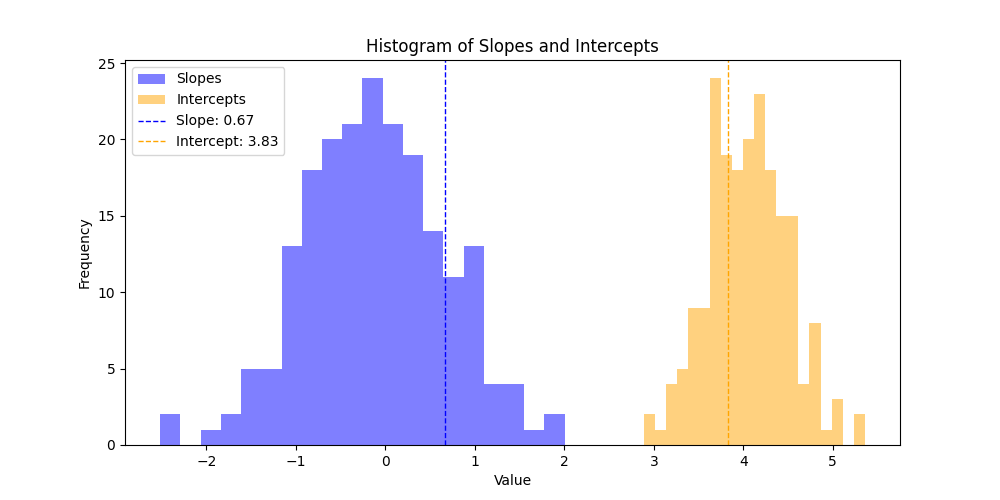 Histogram of Slopes and Intercepts
25
20
15
10
5
0
Frequency
Slopes
Intercepts
Slope: 0.67
Intercept: 3.83
−2 −1 0 1 2 3 4 5
Value